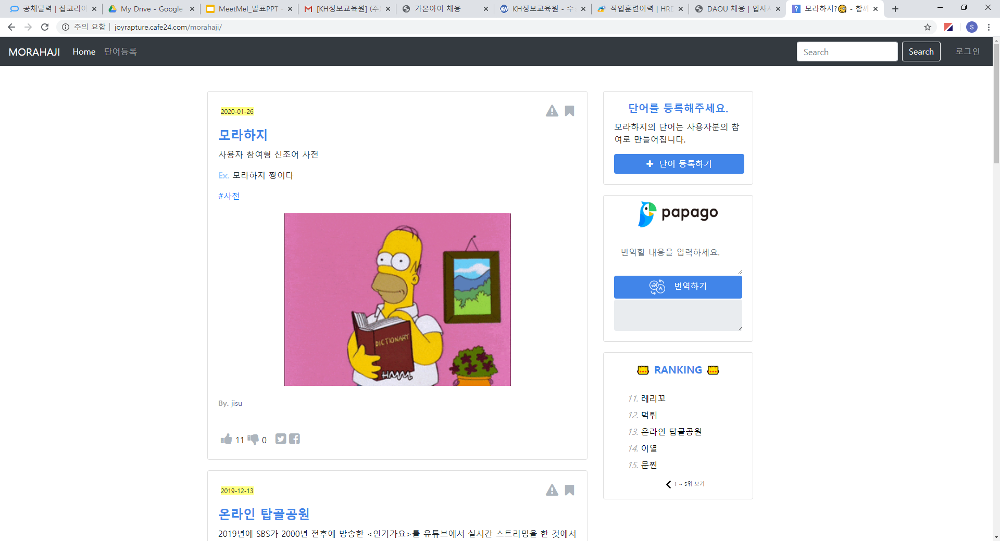 공채달력 | 잡코리아
My Drive - Google
MeetMe!_발표PPT
[KH정보교육원] (주
가온아이 채용
KH정보교육원 - 수
직업훈련이력 | HRD
DAOU 채용 | 입사지
모라하지? - 함께
주의 요함
joyrapture.cafe24.com/morahaji/
S
MORAHAJI
Home
단어등록
Search
Search
로그인
2020-01-26
모라하지
사용자 참여형 신조어 사전
Ex. 모라하지 짱이다
#사전
DICTIONARY
HMM
By. jisu
11
0
2019-12-13
온라인 탑골공원
2019년에 SBS가 2000년 전후에 방송한 <인기가요>를 유튜브에서 실시간 스트리밍을 한 것에서
단어를 등록해주세요.
모라하지의 단어는 사용자분의 참
여로 만들어집니다.
단어 등록하기
papago
번역할 내용을 입력하세요.
번역하기
RANKING
11. 레리꼬
12. 먹튀
13. 온라인 탑골공원
14. 이열
15. 문찐
1 ~ 5위 보기